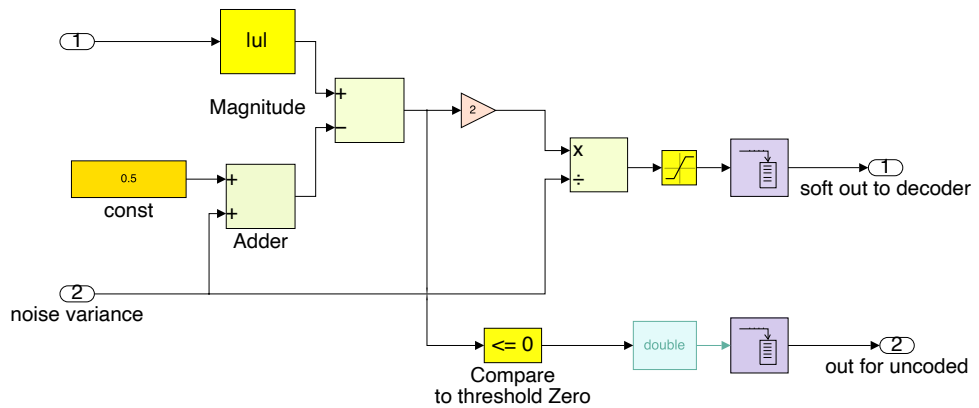 1
|u|
Magnitude
+
−
2
0.5
const
+
+
Adder
x
÷
1
soft out to decoder
2
noise variance
<= 0
Compare
to threshold Zero
double
2
out for uncoded